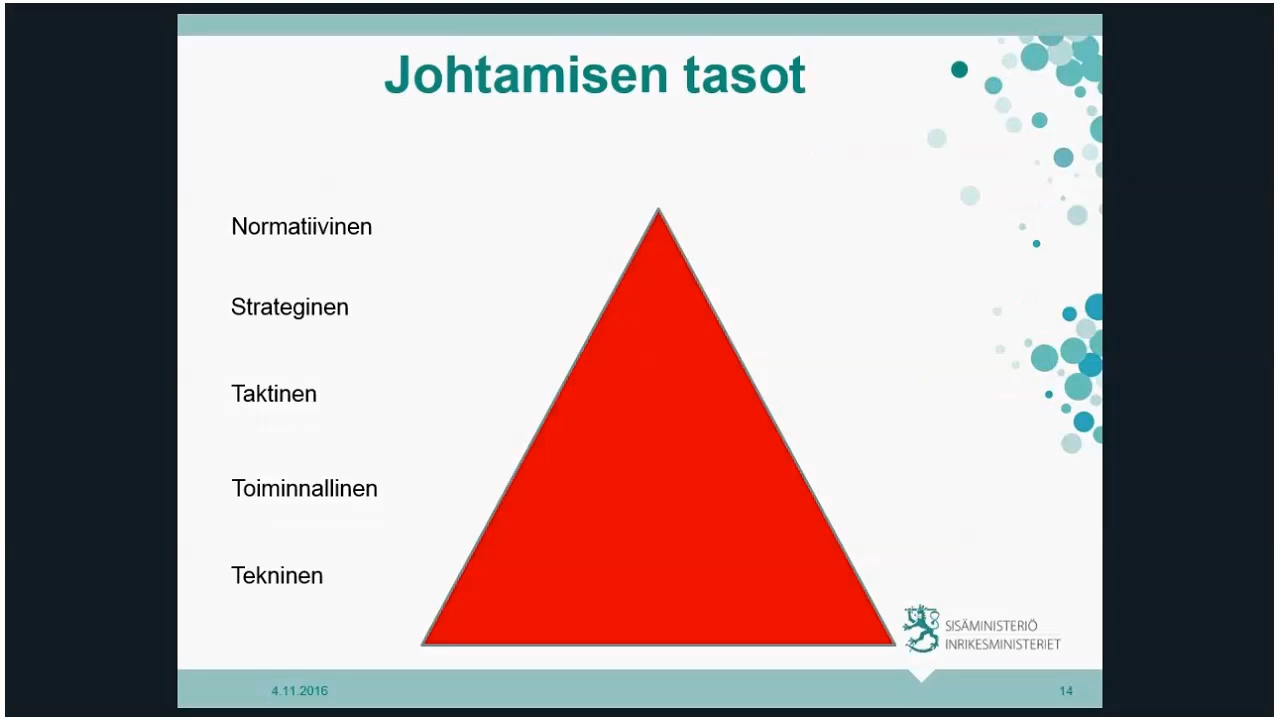 Johtamisen tasot
Normatiivinen
Strateginen
Taktinen
Toiminnallinen
Tekninen
SISÄMINISTERIÖ
INRIKESMINISTERIET
4.11.2016
14